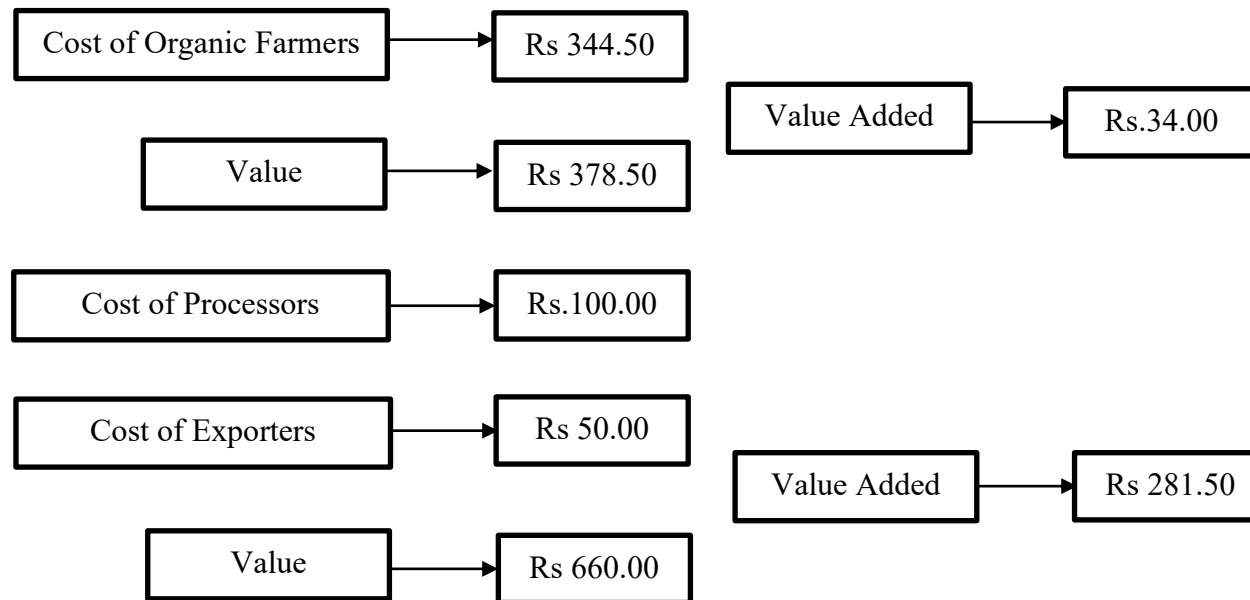 Cost of Organic Farmers
Rs 344.50
Value Added
Rs.34.00
Value
Rs 378.50
Cost of Processors
Rs.100.00
Cost of Exporters
Rs 50.00
Value Added
Rs 281.50
Value
Rs 660.00